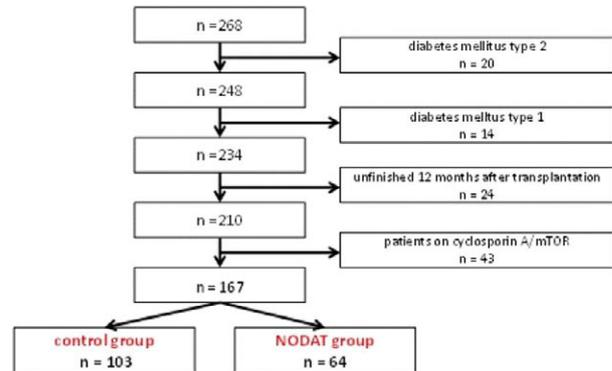 n =268
diabetes mellitus type 2
n = 20
n =248
diabetes melltus type 1
n = 14
n =234
unfinished 12 months after transplantation
n = 24
n =210
patients on cyclosporin A/mTOR
n = 43
n = 167
control group
n = 103
NODAT group
n = 64